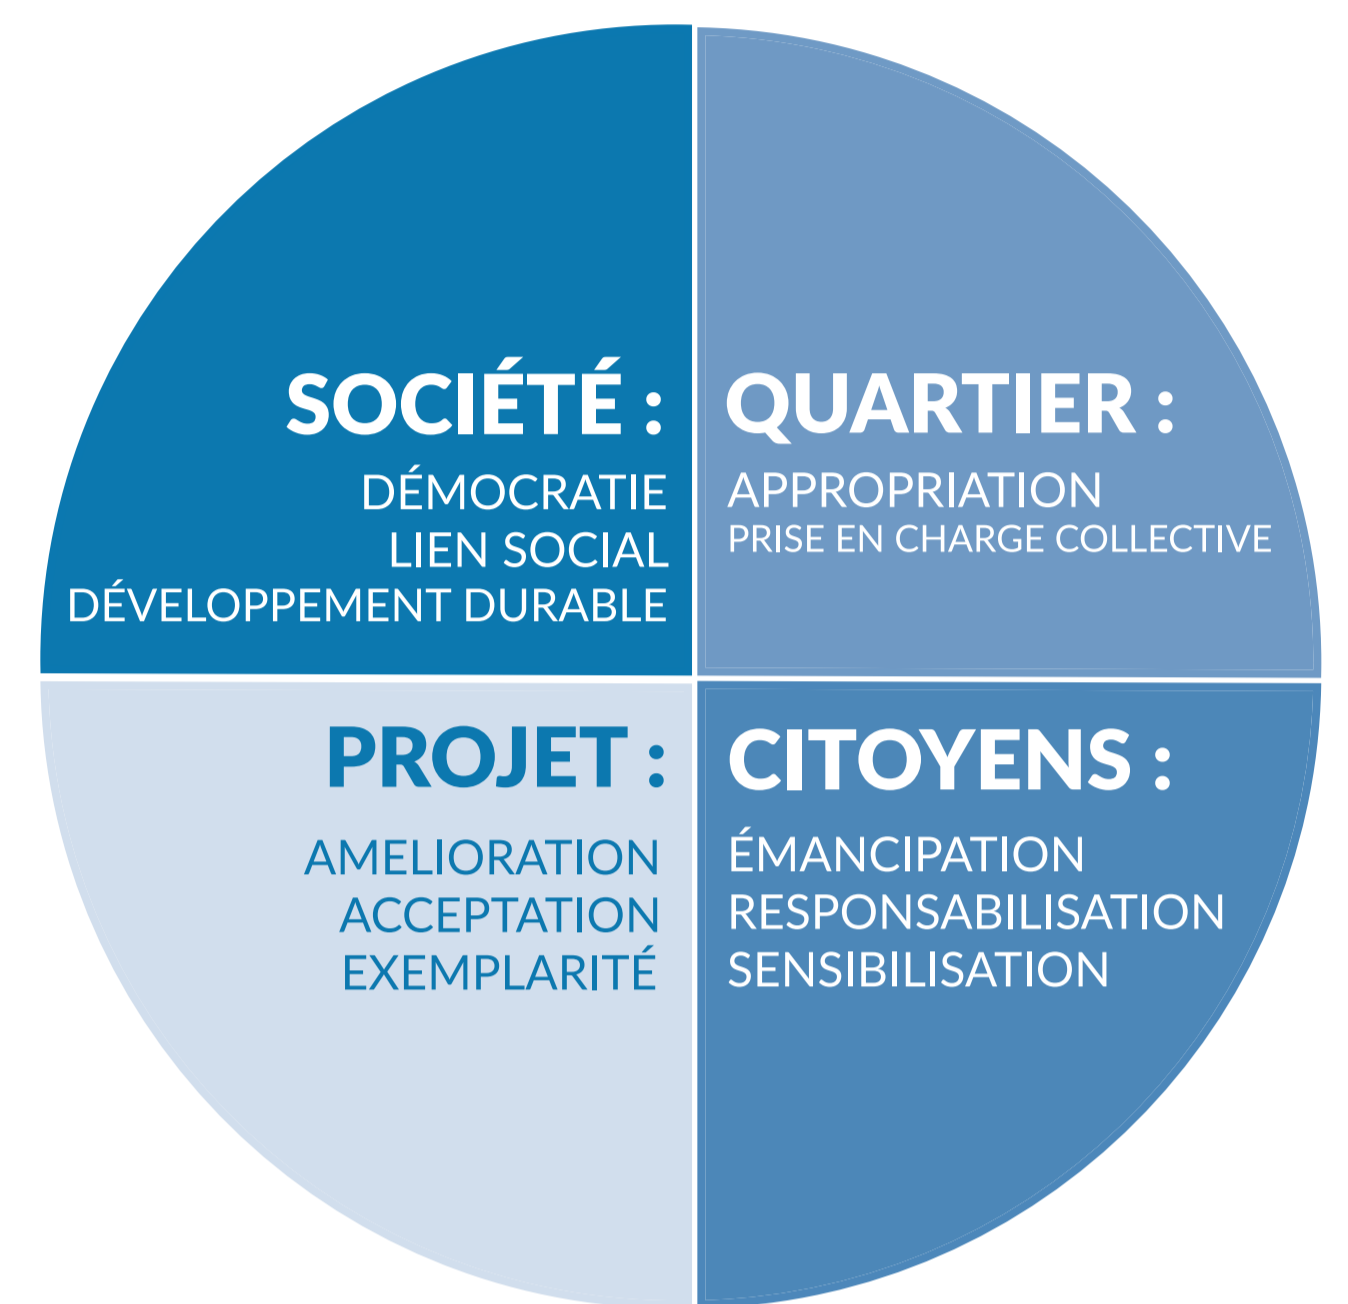 SOCIÉTÉ :
DÉMOCRATIE
LIEN SOCIAL
DÉVELOPPEMENT DURABLE
QUARTIER :
APPROPRIATION
PRISE EN CHARGE COLLECTIVE
PROJET :
AMELIORATION
ACCEPTATION
EXEMPLARITÉ
CITOYENS :
ÉMANCIPATION
RESPONSABILISATION
SENSIBILISATION